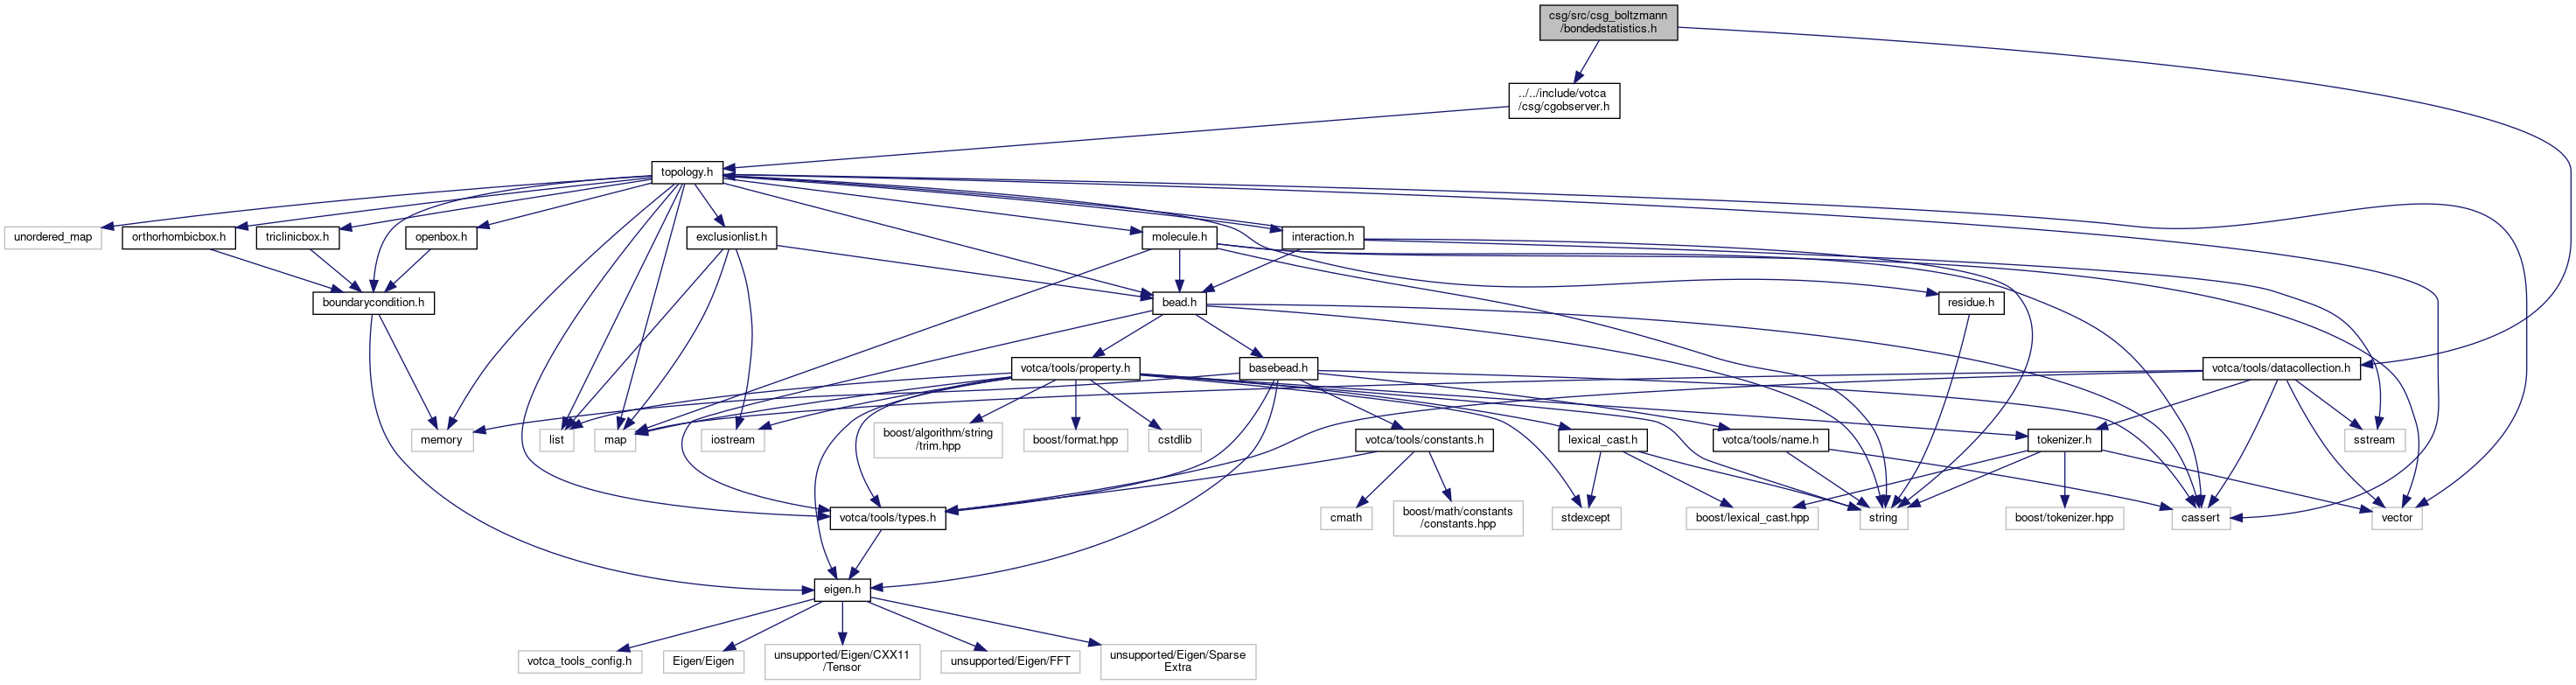 csg/src/csg_boltzmann
/bondedstatistics.h
../../include/votca
/csg/cgobserver.h
topology.h
unordered_map
orthorhombicbox.h
triclinicbox.h
openbox.h
exclusionlist.h
molecule.h
interaction.h
boundarycondition.h
bead.h
residue.h
votca/tools/property.h
basebead.h
votca/tools/datacollection.h
memory
list
map
iostream
boost/algorithm/string
/trim.hpp
boost/format.hpp
cstdlib
votca/tools/constants.h
lexical_cast.h
votca/tools/name.h
tokenizer.h
sstream
votca/tools/types.h
cmath
boost/math/constants
/constants.hpp
stdexcept
boost/lexical_cast.hpp
string
boost/tokenizer.hpp
cassert
vector
eigen.h
votca_tools_config.h
Eigen/Eigen
unsupported/Eigen/CXX11
/Tensor
unsupported/Eigen/FFT
unsupported/Eigen/Sparse
Extra